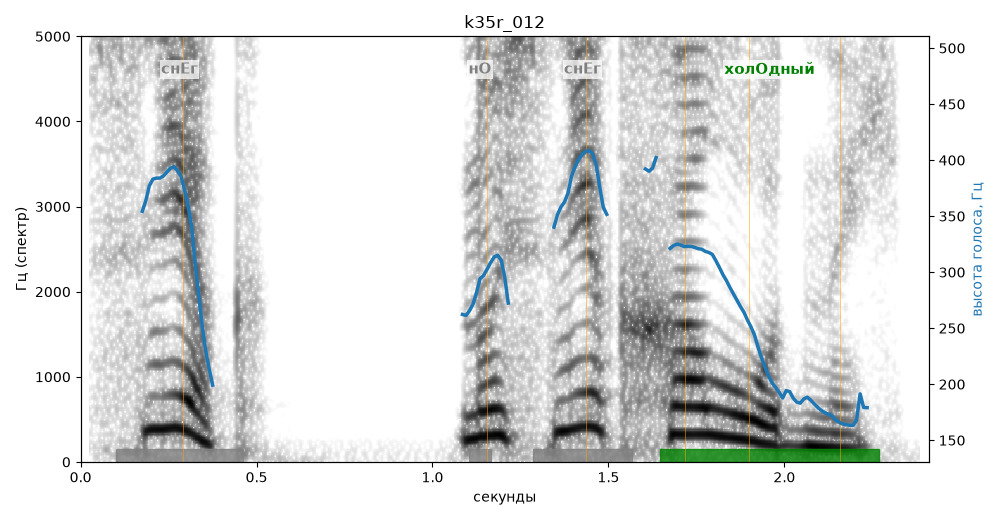 k35r_012
5000
4000
3000
2000
1000
0
Гц (спектр)
снЕг
нО
снЕг
холОдный
500
450
400
350
300
250
200
150
высота голоса, Гц
0.0 0.5 1.0 1.5 2.0
секунды